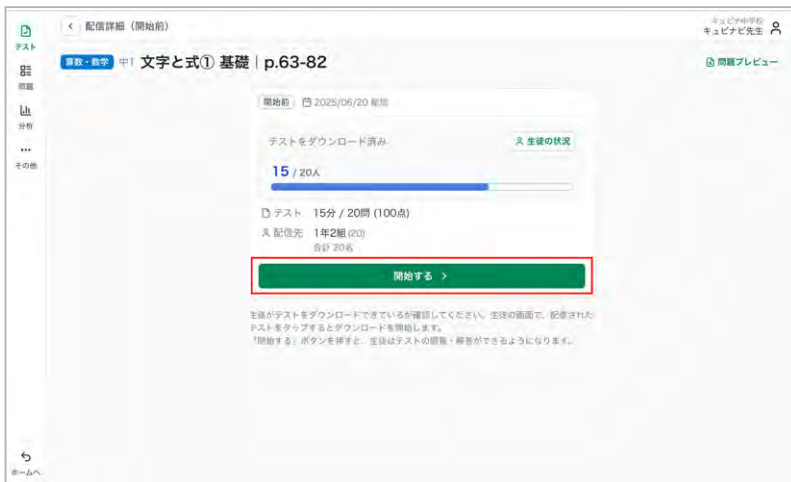 テスト
問題
分析
その他
ホームへ
配信詳細（開始前）
キュビナ中学校
キュビナビ先生
算数・数学 中1 文字と式① 基礎｜p.63-82
問題プレビュー
開始前 2025/06/20 配信
テストをダウンロード済み
生徒の状況
15 / 20人
テスト 15分 / 20問 (100点)
配信先 1年2組(20)
合計 20名
開始する
生徒がテストをダウンロードできているか確認してください。生徒の画面で、配信された
テストをタップするとダウンロードを開始します。
「開始する」ボタンを押すと、生徒はテストの閲覧・解答ができるようになります。